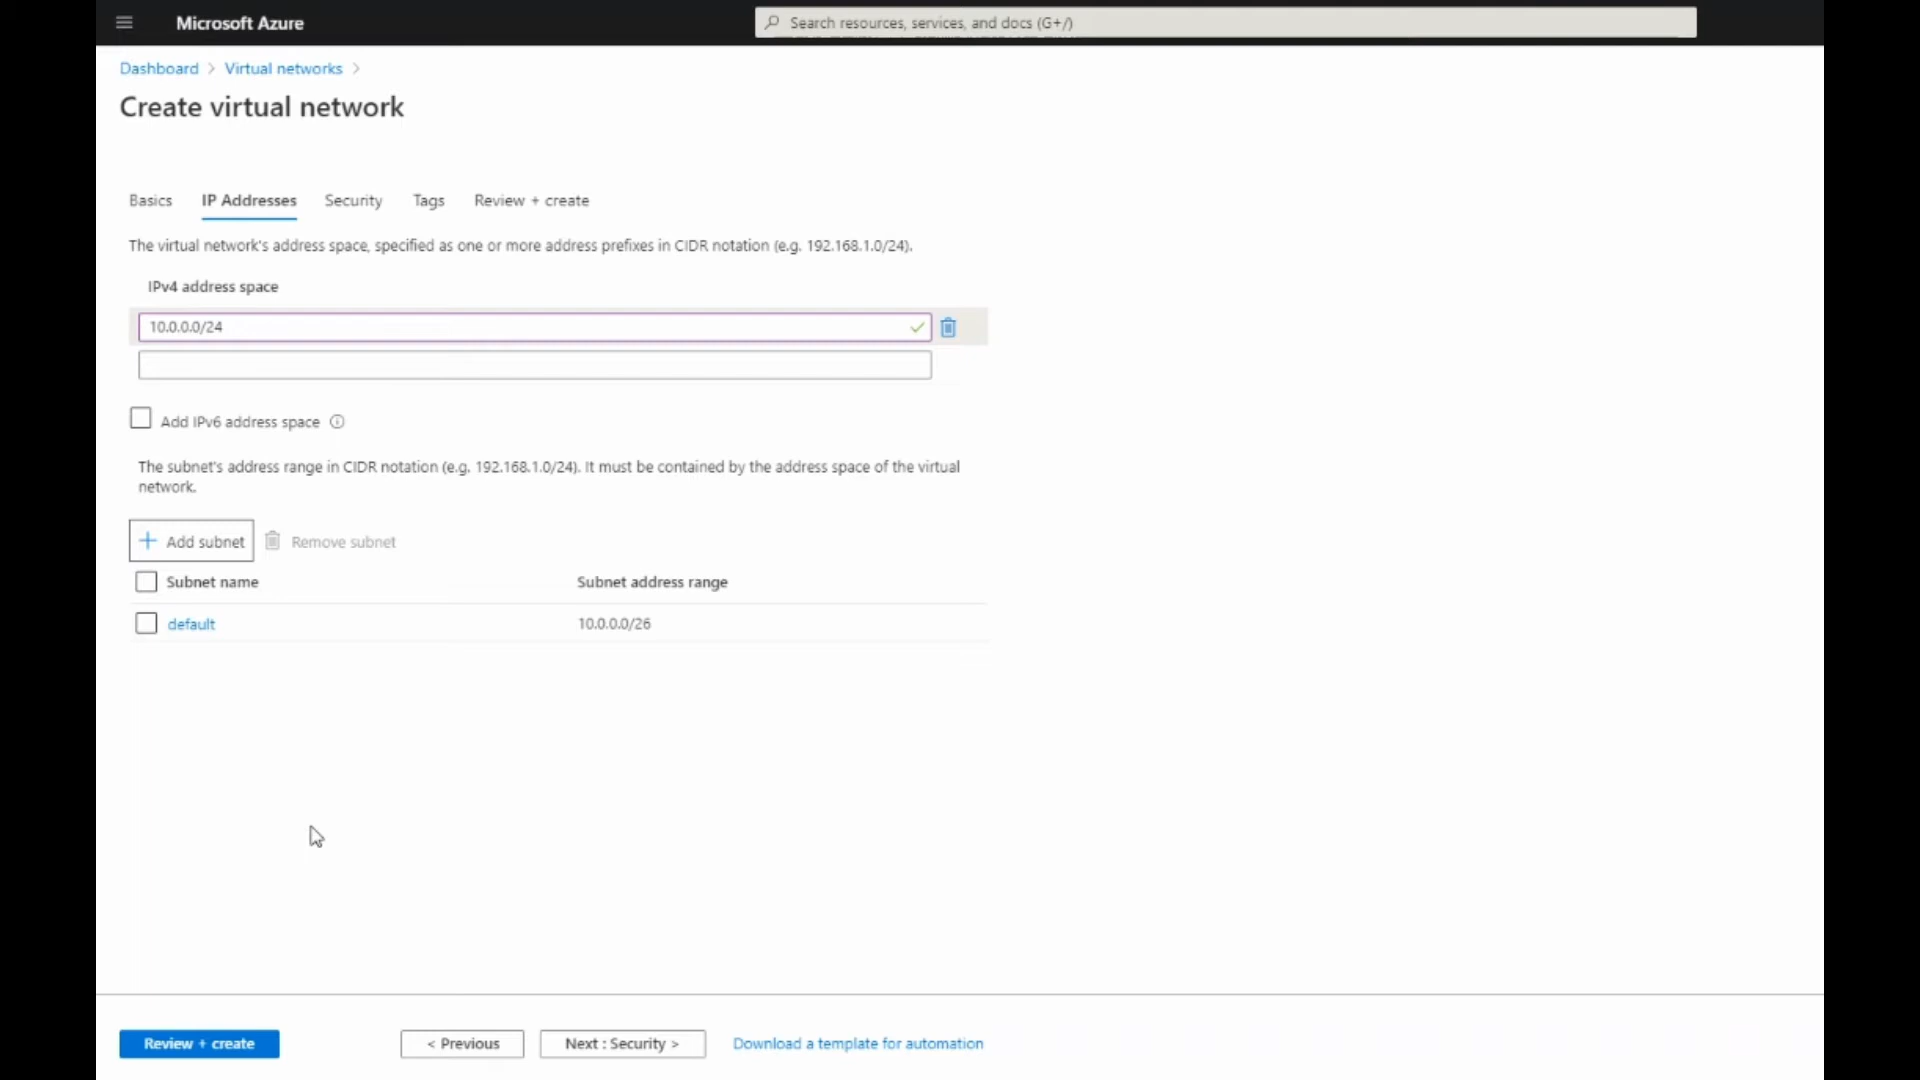 Microsoft Azure
Search resources, services, and docs (G+/)
Dashboard > Virtual networks >
Create virtual network
Basics IP Addresses Security Tags Review + create
The virtual network's address space, specified as one or more address prefixes in CIDR notation (e.g. 192.168.1.0/24).
IPv4 address space
10.0.0.0/24
Add IPv6 address space
The subnet's address range in CIDR notation (e.g. 192.168.1.0/24). It must be contained by the address space of the virtual
network.
+ Add subnet Remove subnet
Subnet name Subnet address range
default 10.0.0.0/26
Review + create < Previous Next : Security > Download a template for automation